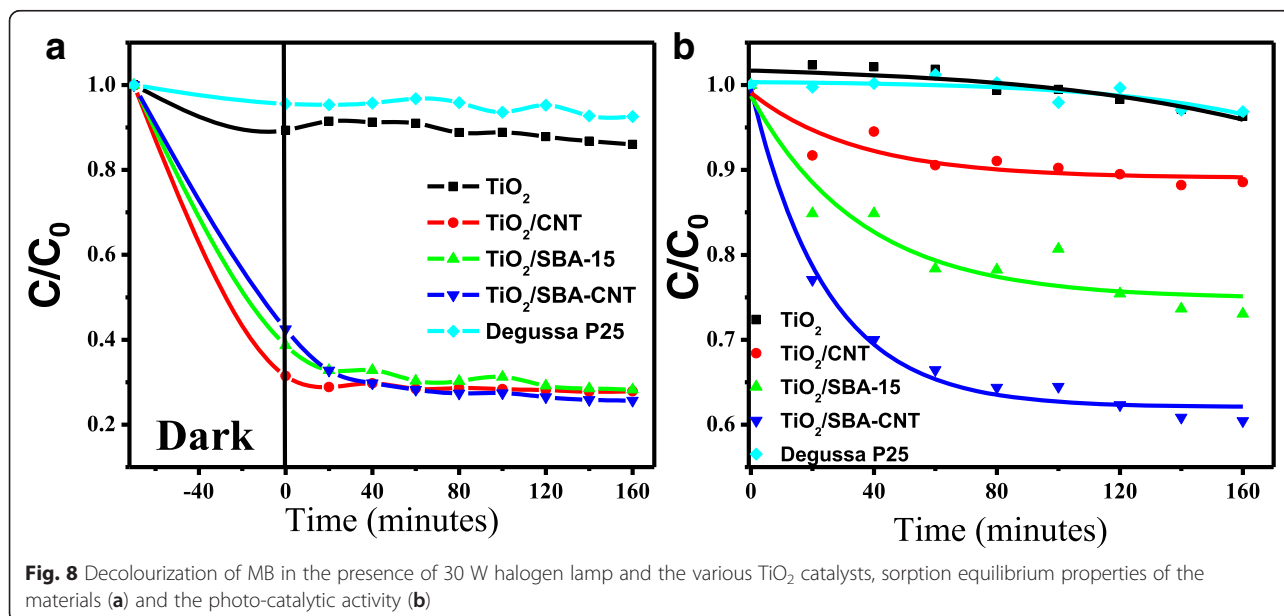 a
C/C0
1.0
0.8
0.6
0.4
0.2
TiO2
TiO2/CNT
TiO2/SBA-15
TiO2/SBA-CNT
Degussa P25
Dark
-40 0 40 80 120 160
Time (minutes)
b
C/C0
1.0
0.9
0.8
0.7
0.6
TiO2
TiO2/CNT
TiO2/SBA-15
TiO2/SBA-CNT
Degussa P25
0 40 80 120 160
Time (minutes)
Fig. 8 Decolourization of MB in the presence of 30 W halogen lamp and the various TiO2 catalysts, sorption equilibrium properties of the
materials (a) and the photo-catalytic activity (b)